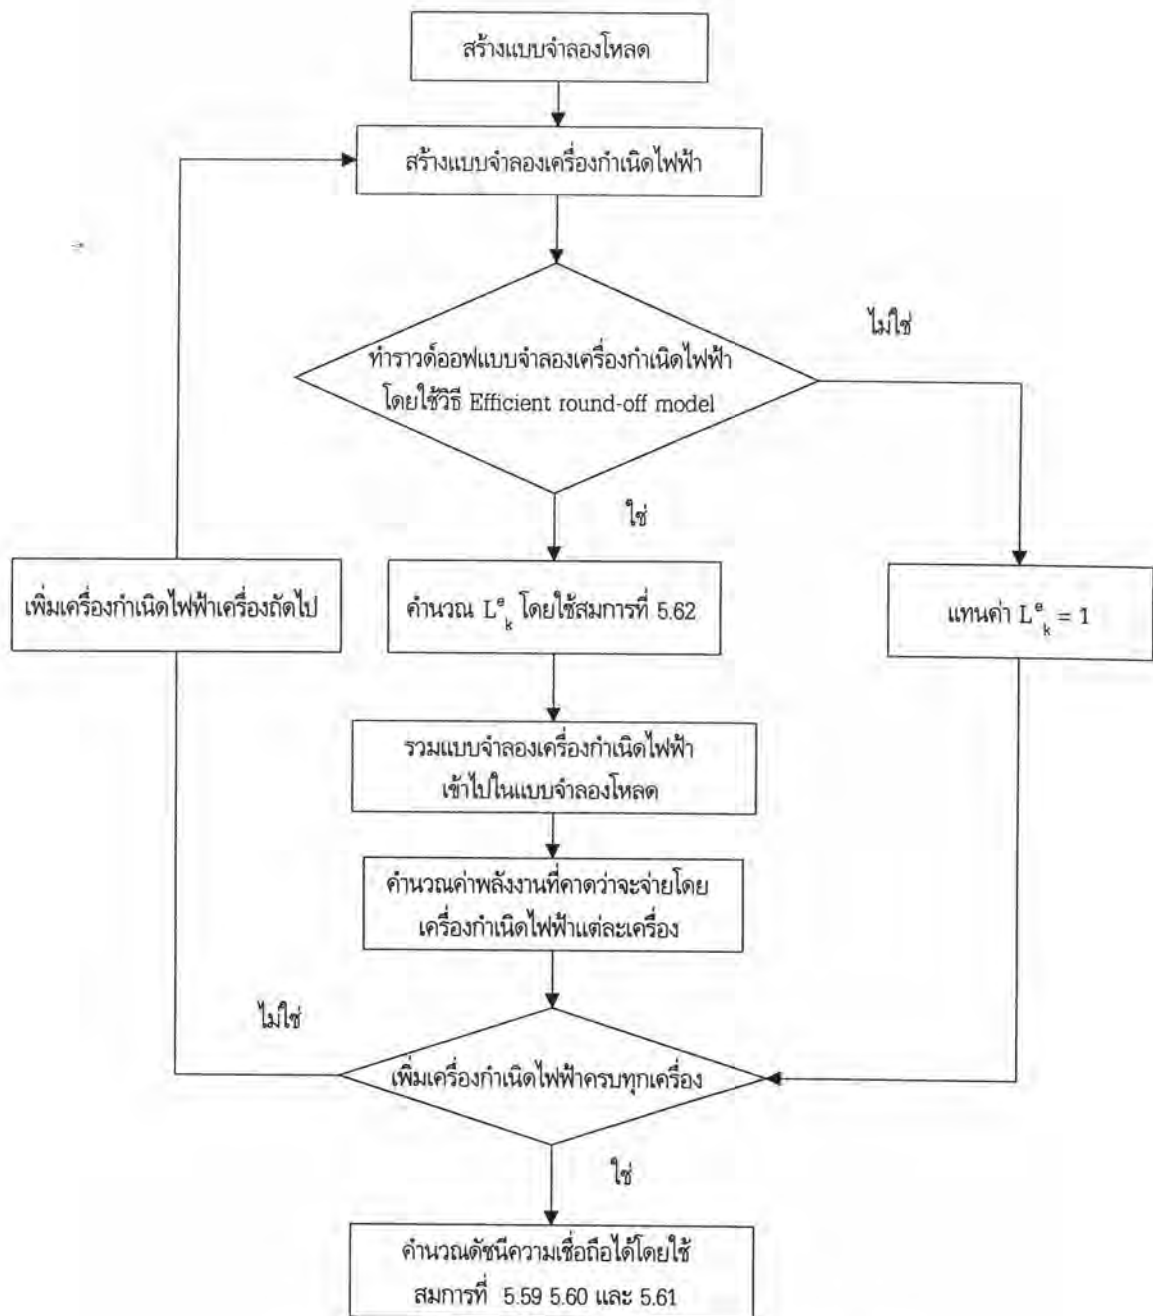 สร้างแบบจำลองโหลด
สร้างแบบจำลองเครื่องกำเนิดไฟฟ้า
ไม่ใช่
ทำราวด์ออฟแบบจำลองเครื่องกำเนิดไฟฟ้า
โดยใช้วิธี Efficient round-off model
ใช่
เพิ่มเครื่องกำเนิดไฟฟ้าเครื่องถัดไป
คำนวณ L^e_k โดยใช้สมการที่ 5.62
แทนค่า L^e_k = 1
รวมแบบจำลองเครื่องกำเนิดไฟฟ้า
เข้าไปในแบบจำลองโหลด
คำนวณค่าพลังงานที่คาดว่าจะจ่ายโดย
เครื่องกำเนิดไฟฟ้าแต่ละเครื่อง
ไม่ใช่
เพิ่มเครื่องกำเนิดไฟฟ้าครบทุกเครื่อง
ใช่
คำนวณดัชนีความเชื่อถือได้โดยใช้
สมการที่ 5.59 5.60 และ 5.61